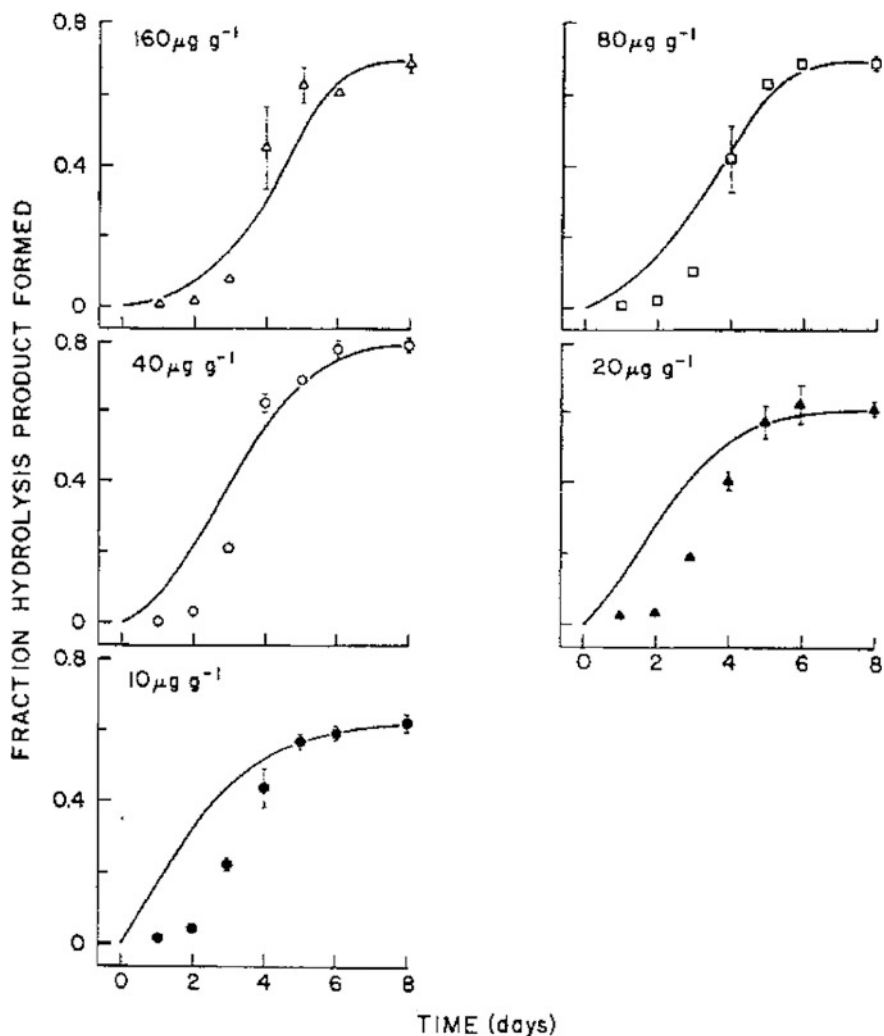 FRACTION HYDROLYSIS PRODUCT FORMED
0.8
0.4
0
160μg g⁻¹
80μg g⁻¹
0.8
0.4
0
40μg g⁻¹
20μg g⁻¹
0 2 4 6 8
0.8
0.4
0
10μg g⁻¹
0 2 4 6 8
TIME (days)